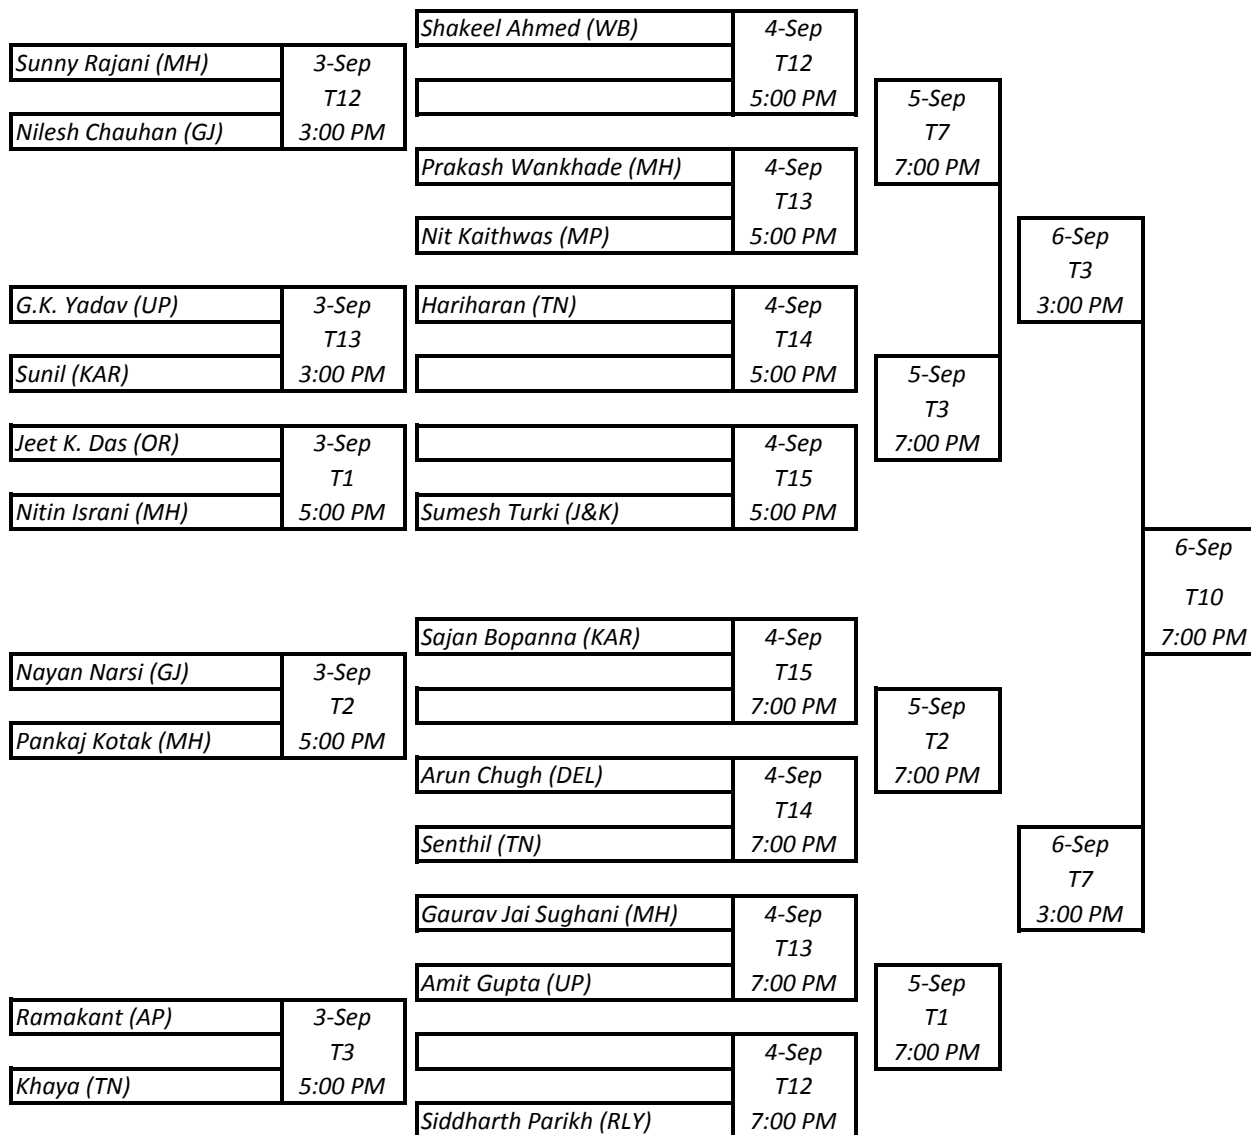 Shakeel Ahmed (WB) 4-Sep
Sunny Rajani (MH) 3-Sep T12
T12 5:00 PM 5-Sep
Nilesh Chauhan (GJ) 3:00 PM T7
Prakash Wankhade (MH) 4-Sep 7:00 PM
T13
Nit Kaithwas (MP) 5:00 PM 6-Sep
T3
G.K. Yadav (UP) 3-Sep Hariharan (TN) 4-Sep 3:00 PM
T13 T14
Sunil (KAR) 3:00 PM 5:00 PM 5-Sep
T3
Jeet K. Das (OR) 3-Sep 4-Sep 7:00 PM
T1 T15
Nitin Israni (MH) 5:00 PM Sumesh Turki (J&K) 5:00 PM
6-Sep
T10
Sajan Bopanna (KAR) 4-Sep 7:00 PM
Nayan Narsi (GJ) 3-Sep T15
T2 7:00 PM 5-Sep
Pankaj Kotak (MH) 5:00 PM T2
Arun Chugh (DEL) 4-Sep 7:00 PM
T14
Senthil (TN) 7:00 PM 6-Sep
T7
Gaurav Jai Sughani (MH) 4-Sep 3:00 PM
T13
Amit Gupta (UP) 7:00 PM 5-Sep
Ramakant (AP) 3-Sep T1
T3 4-Sep 7:00 PM
Khaya (TN) 5:00 PM T12
Siddharth Parikh (RLY) 7:00 PM